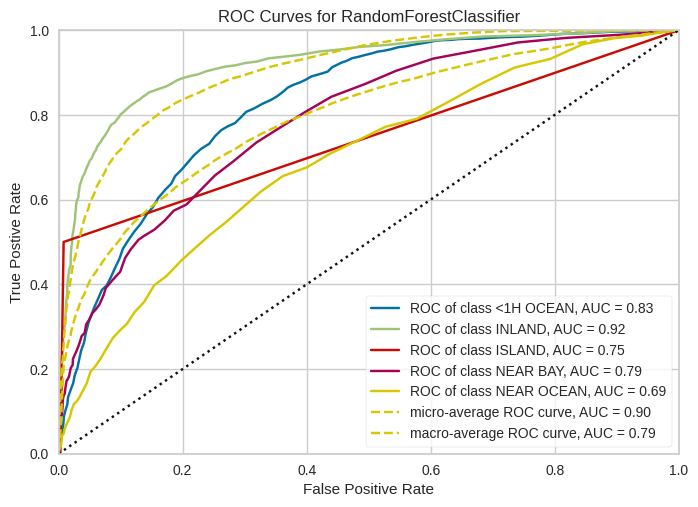 ROC Curves for RandomForestClassifier
True Postive Rate
1.0
0.8
0.6
0.4
0.2
0.0
ROC of class <1H OCEAN, AUC = 0.83
ROC of class INLAND, AUC = 0.92
ROC of class ISLAND, AUC = 0.75
ROC of class NEAR BAY, AUC = 0.79
ROC of class NEAR OCEAN, AUC = 0.69
micro-average ROC curve, AUC = 0.90
macro-average ROC curve, AUC = 0.79
0.0 0.2 0.4 0.6 0.8 1.0
False Positive Rate